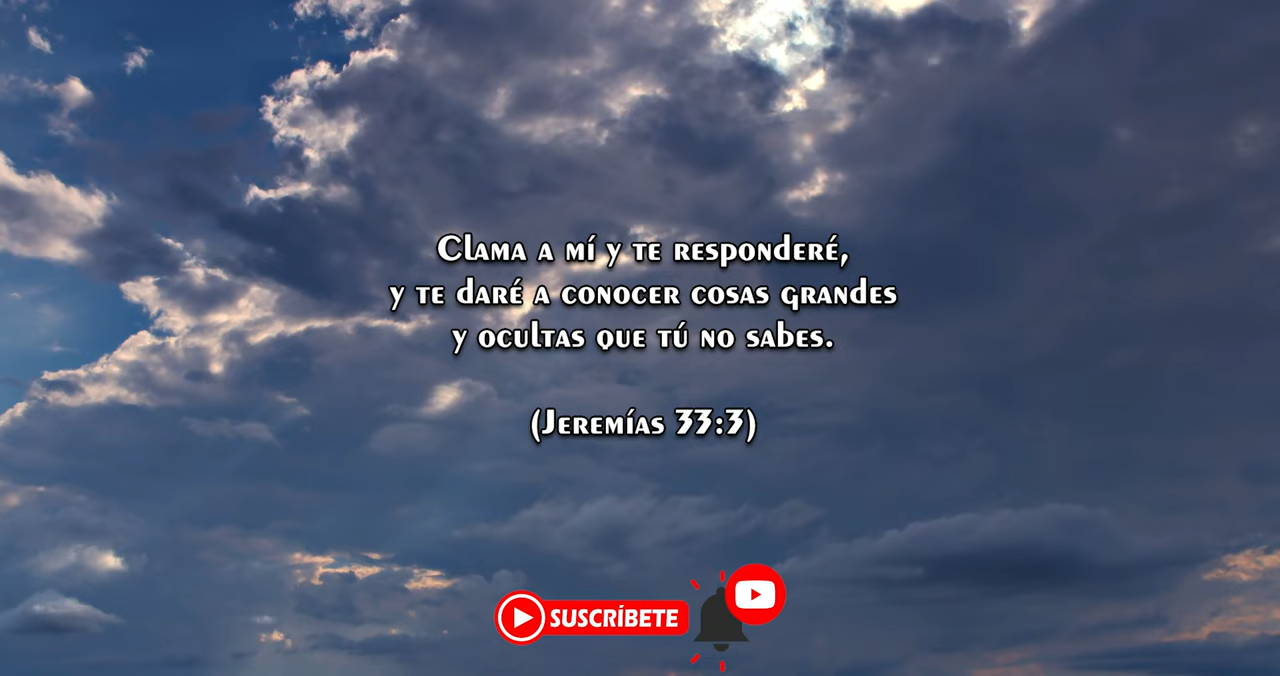 Clama a mí y te responderé,
y te daré a conocer cosas grandes
y ocultas que tú no sabes.
(Jeremías 33:3)
SUSCRÍBETE